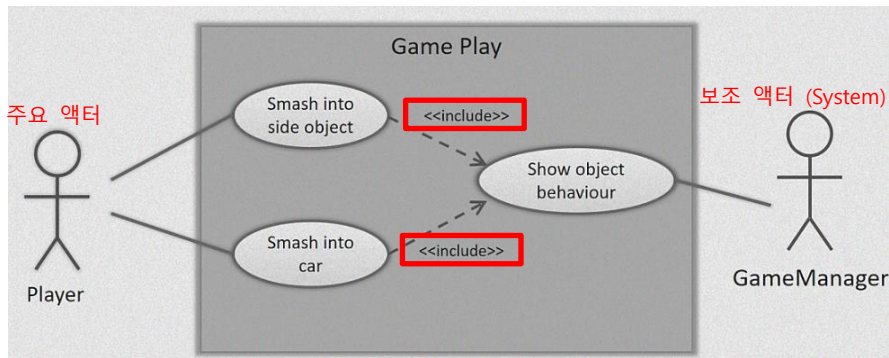 Game Play
주요 액터
보조 액터 (System)
Smash into
side object
<<include>>
Show object
behaviour
Smash into
car
<<include>>
Player
GameManager